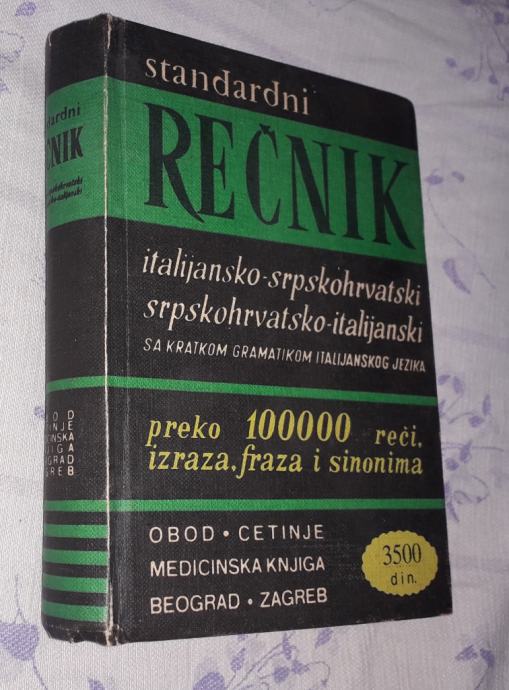 standardni
REČNIK
italijansko-srpskohrvatski
srpskohrvatsko-italijanski
SA KRATKOM GRAMATIKOM ITALIJANSKOG JEZIKA
preko 100000 reči,
izraza, fraza i sinonima
OBOD • CETINJE
MEDICINSKA KNJIGA
BEOGRAD • ZAGREB
3500
din.